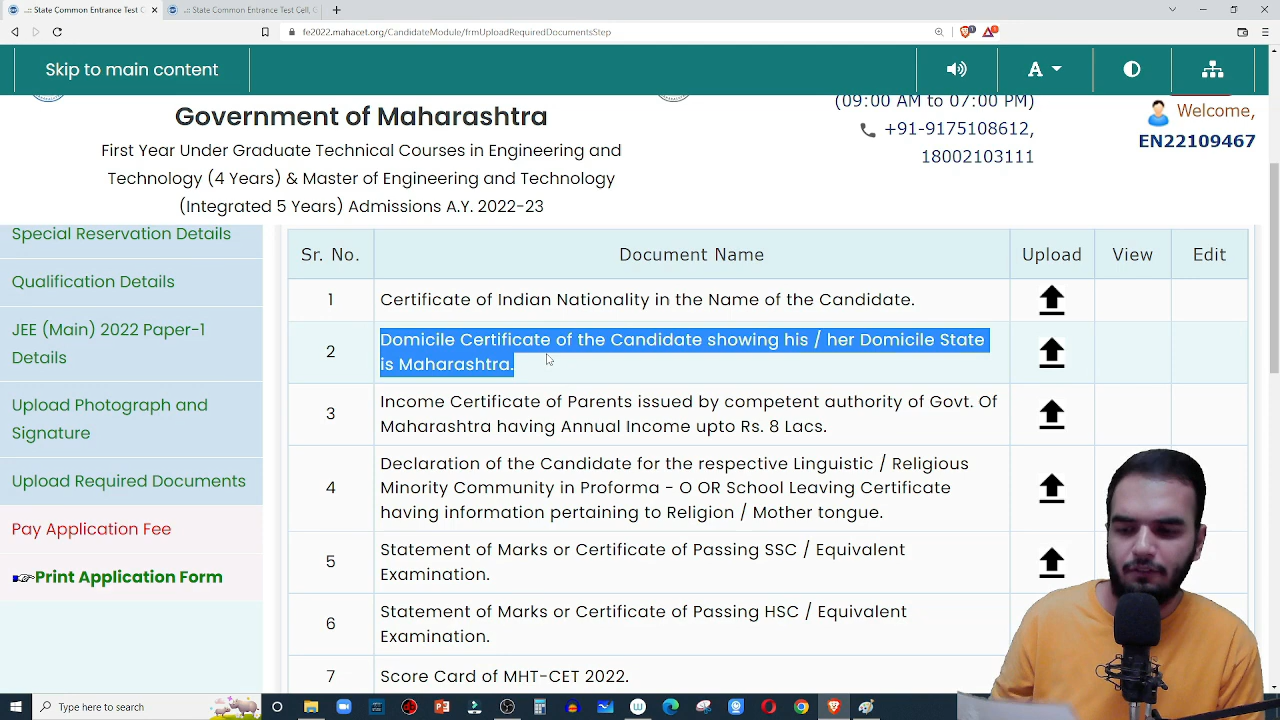 State Common Entrance Test C
State Common Entrance Test Cell, G
fe2022.mahacet.org/CandidateModule/frmUploadRequiredDocumentsStep
Skip to main content
A
Government of Maharashtra
First Year Under Graduate Technical Courses in Engineering and
Technology (4 Years) & Master of Engineering and Technology
(Integrated 5 Years) Admissions A.Y. 2022-23
(09:00 AM to 07:00 PM)
+91-9175108612,
18002103111
Welcome,
EN22109467
Special Reservation Details
Qualification Details
JEE (Main) 2022 Paper-1
Details
Upload Photograph and
Signature
Upload Required Documents
Pay Application Fee
Print Application Form
Sr. No. Document Name Upload View Edit
1 Certificate of Indian Nationality in the Name of the Candidate.
2 Domicile Certificate of the Candidate showing his / her Domicile State
is Maharashtra.
3 Income Certificate of Parents issued by competent authority of Govt. Of
Maharashtra having Annual Income upto Rs. 8 Lacs.
4 Declaration of the Candidate for the respective Linguistic / Religious
Minority Community in Proforma - O OR School Leaving Certificate
having information pertaining to Religion / Mother tongue.
5 Statement of Marks or Certificate of Passing SSC / Equivalent
Examination.
6 Statement of Marks or Certificate of Passing HSC / Equivalent
Examination.
7 Score Card of MHT-CET 2022.
Type here to search